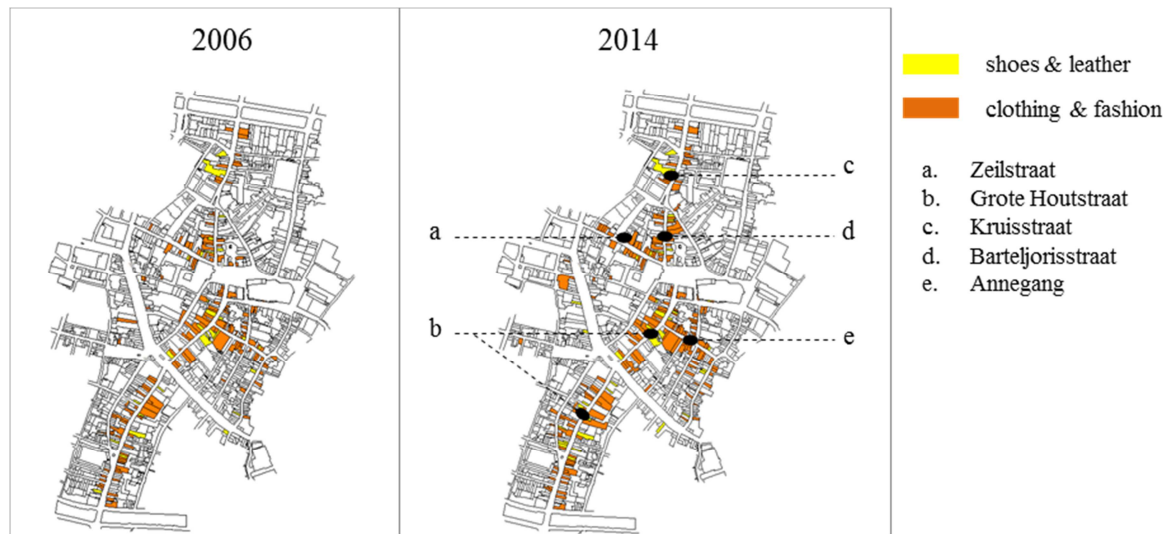 2006
2014
shoes & leather
clothing & fashion
a. Zeilstraat
b. Grote Houtstraat
c. Kruisstraat
d. Barteljorisstraat
e. Annegang
c
a
d
b
e